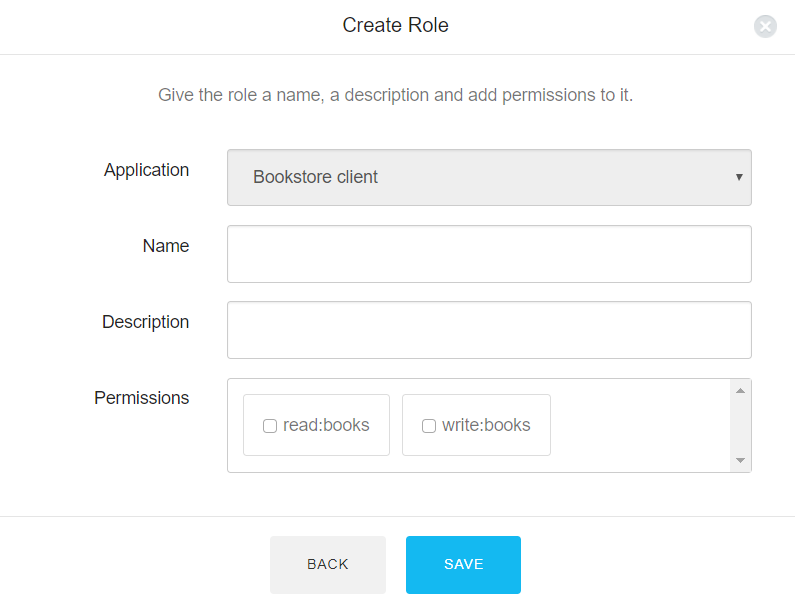 Create Role
Give the role a name, a description and add permissions to it.
Application
Bookstore client
Name
Description
Permissions
read:books
write:books
BACK
SAVE